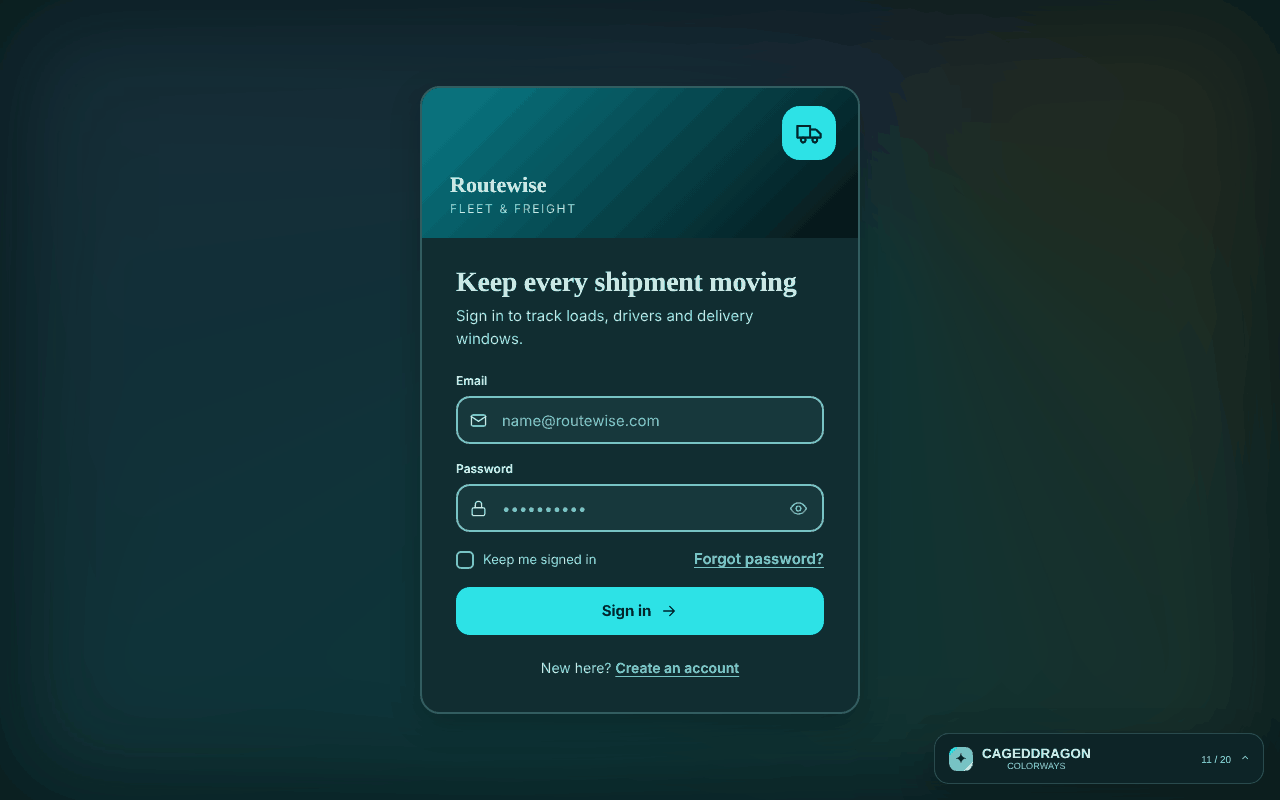 Routewise
FLEET & FREIGHT
Keep every shipment moving
Sign in to track loads, drivers and delivery
windows.
Email
name@routewise.com
Password
••••••••••
Keep me signed in
Forgot password?
Sign in →
New here? Create an account
CAGEDDRAGON
COLORWAYS
11 / 20